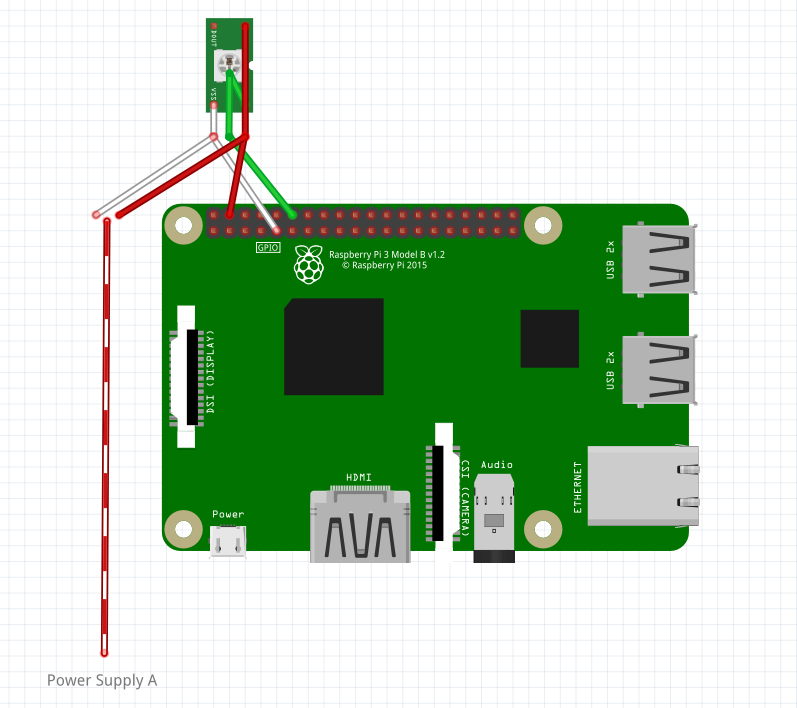 DOUT
VSS
GPIO
Raspberry Pi 3 Model B v1.2
© Raspberry Pi 2015
USB 2x
DSI (DISPLAY)
USB 2x
HDMI
CSI (CAMERA)
Audio
ETHERNET
Power
Power Supply A